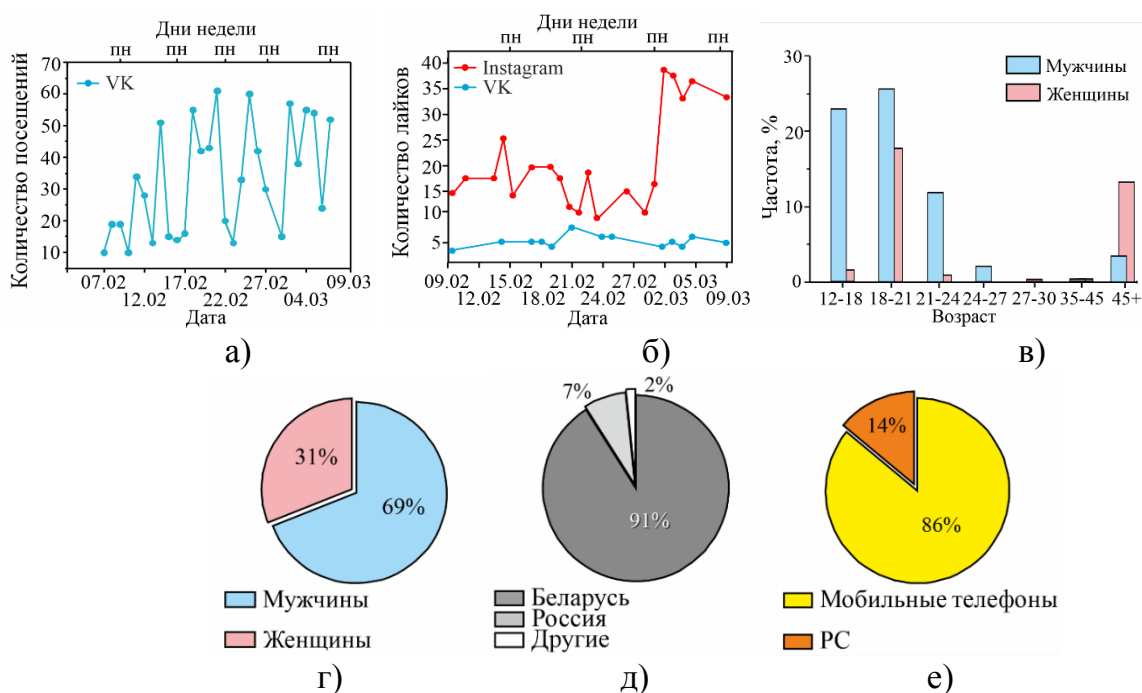 Дни недели
пн пн пн пн пн
Количество посещений
70
60
50
40
30
20
10
VK
07.02 17.02 27.02 09.03
12.02 22.02 04.03
Дата
а)
Дни недели
пн пн пн пн
Количество лайков
40
35
30
25
20
15
10
5
Instagram
VK
09.02 15.02 21.02 27.02 05.03
12.02 18.02 24.02 02.03 09.03
Дата
б)
Частота, %
30
20
10
0
Мужчины
Женщины
12-18 18-21 21-24 24-27 27-30 35-45 45+
Возраст
в)
31%
69%
Мужчины
Женщины
г)
7%
2%
91%
Беларусь
Россия
Другие
д)
14%
86%
Мобильные телефоны
PC
е)